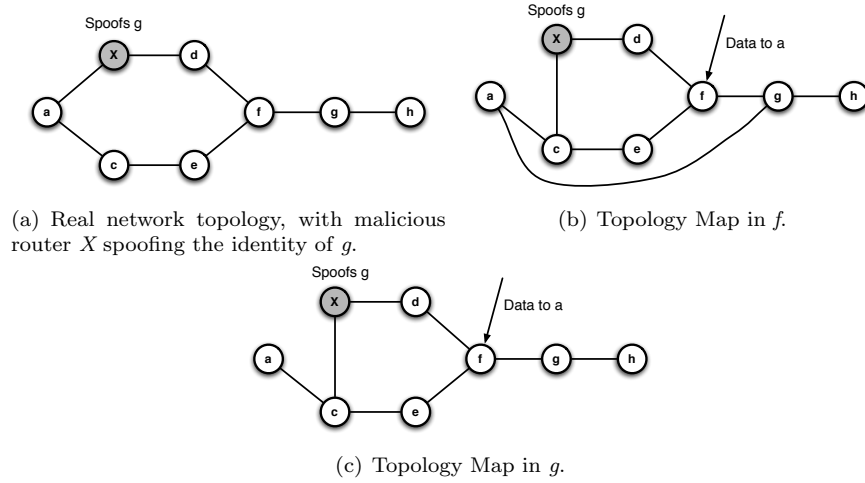 Spoofs g
X
d
a
f
g
h
c
e
(a) Real network topology, with malicious
router X spoofing the identity of g.
Spoofs g
X
d
Data to a
a
f
g
h
c
e
(b) Topology Map in f.
Spoofs g
X
d
Data to a
a
f
g
h
c
e
(c) Topology Map in g.